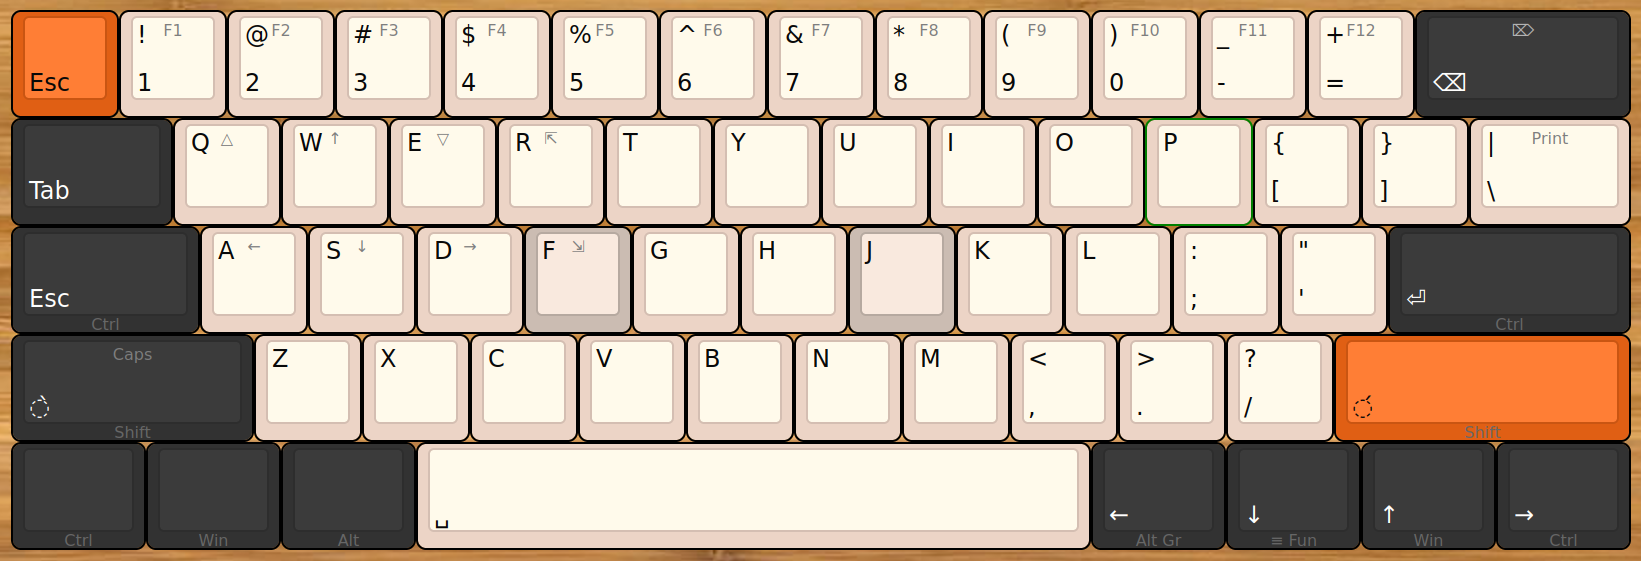 ! F1 @ F2 # F3 $ F4 % F5 ^ F6 & F7 * F8 ( F9 ) F10 _ F11 + F12 ⌦
Esc 1 2 3 4 5 6 7 8 9 0 - = ⌫
Q △ W ↑ E ▽ R ⇱ T Y U I O P { } | Print
Tab [ ] \
A ← S ↓ D → F ⇲ G H J K L : "
Esc ; ' ⏎
Ctrl Ctrl
Caps Z X C V B N M < > ?
◌̀ , . / ◌́
Shift Shift
␣ ← ↓ ↑ →
Ctrl Win Alt Alt Gr ≡ Fun Win Ctrl